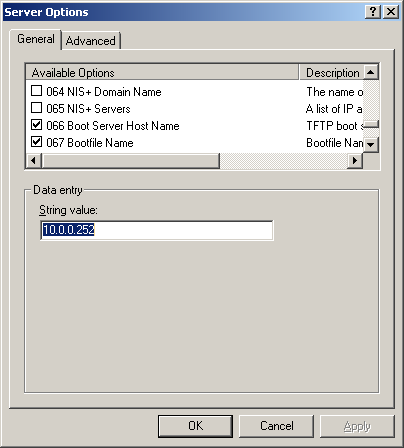 Server Options
General Advanced
Available Options Description
064 NIS+ Domain Name The name o
065 NIS+ Servers A list of IP a
066 Boot Server Host Name TFTP boot s
067 Bootfile Name Bootfile Nam
Data entry
String value:
10.0.0.252
OK Cancel Apply